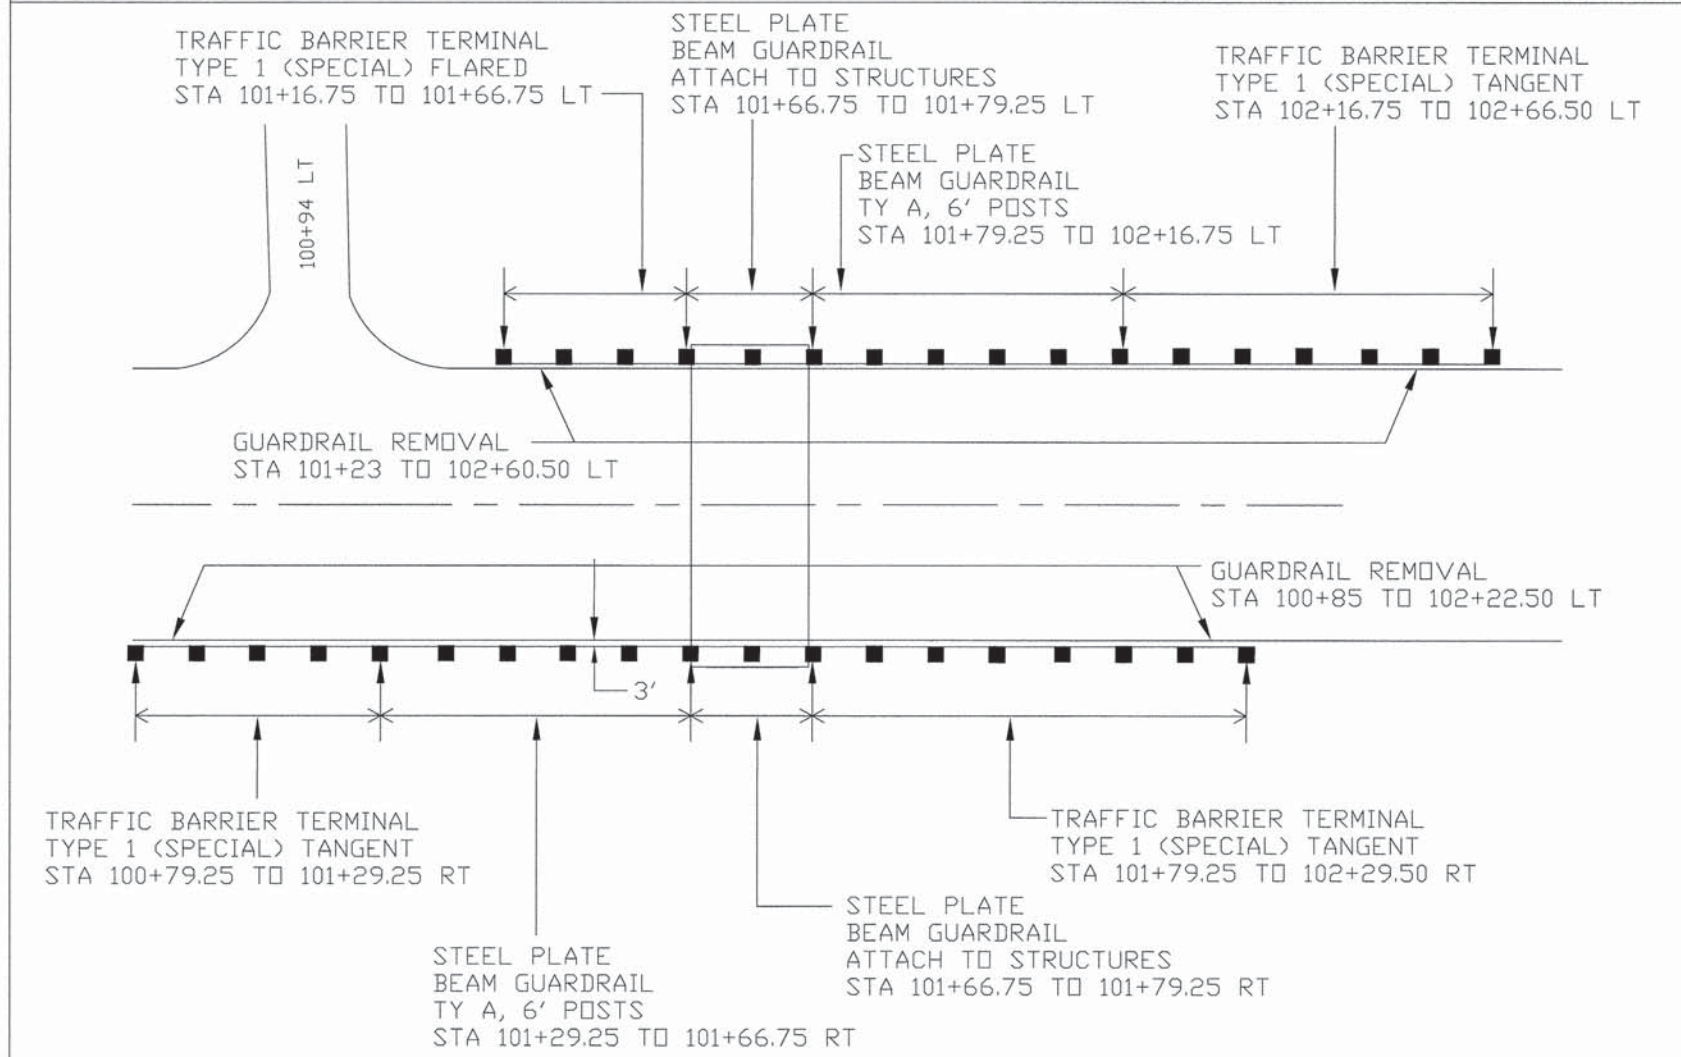 TRAFFIC BARRIER TERMINAL
TYPE 1 (SPECIAL) FLARED
STA 101+16.75 TO 101+66.75 LT
STEEL PLATE
BEAM GUARDRAIL
ATTACH TO STRUCTURES
STA 101+66.75 TO 101+79.25 LT
TRAFFIC BARRIER TERMINAL
TYPE 1 (SPECIAL) TANGENT
STA 102+16.75 TO 102+66.50 LT
STEEL PLATE
BEAM GUARDRAIL
TY A, 6' POSTS
STA 101+79.25 TO 102+16.75 LT
100+94 LT
GUARDRAIL REMOVAL
STA 101+23 TO 102+60.50 LT
GUARDRAIL REMOVAL
STA 100+85 TO 102+22.50 LT
3'
TRAFFIC BARRIER TERMINAL
TYPE 1 (SPECIAL) TANGENT
STA 100+79.25 TO 101+29.25 RT
TRAFFIC BARRIER TERMINAL
TYPE 1 (SPECIAL) TANGENT
STA 101+79.25 TO 102+29.50 RT
STEEL PLATE
BEAM GUARDRAIL
ATTACH TO STRUCTURES
STA 101+66.75 TO 101+79.25 RT
STEEL PLATE
BEAM GUARDRAIL
TY A, 6' POSTS
STA 101+29.25 TO 101+66.75 RT